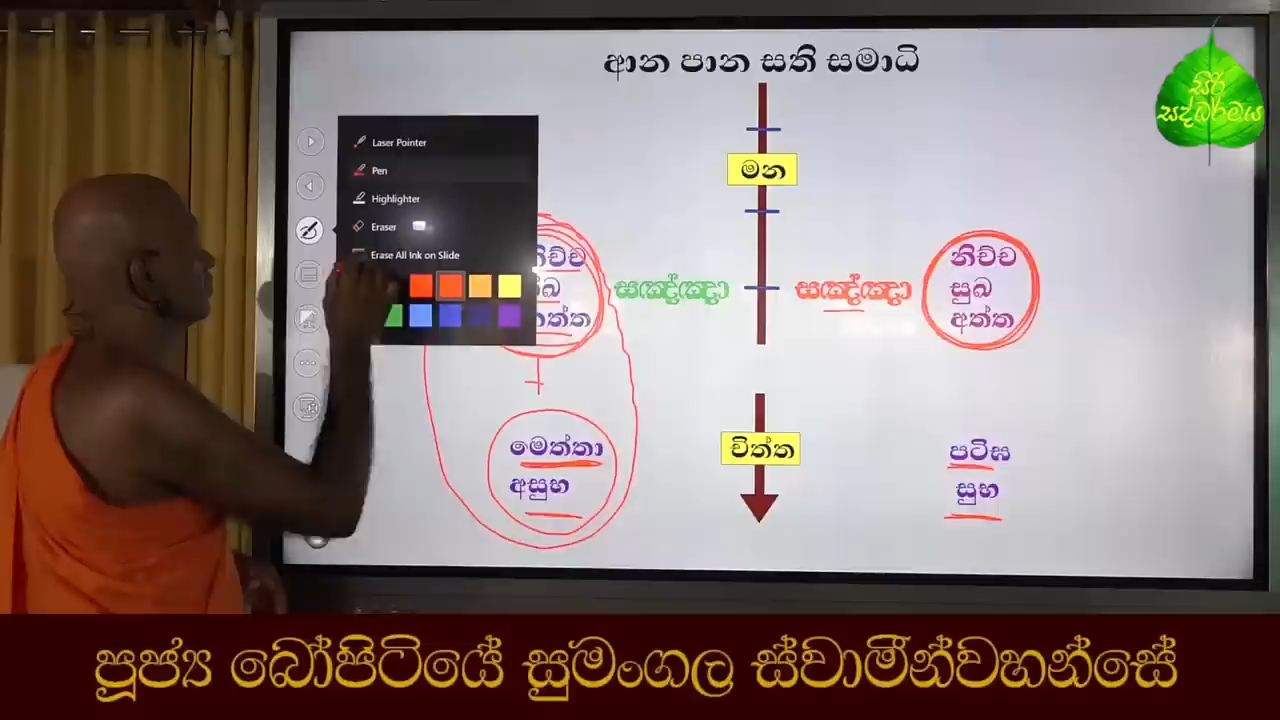 ආන පාන සති සමාධි
සිරි
සද්ධර්මය
Laser Pointer
Pen
Highlighter
Eraser
Erase All Ink on Slide
මන
නිච්ච
සුඛ
අත්ත
සඤ්ඤා
සඤ්ඤා
මෙත්තා
අසුභ
චිත්ත
පටිඝ
සුභ
පූජ්‍ය බෝපිටියේ සුමංගල ස්වාමීන්වහන්සේ